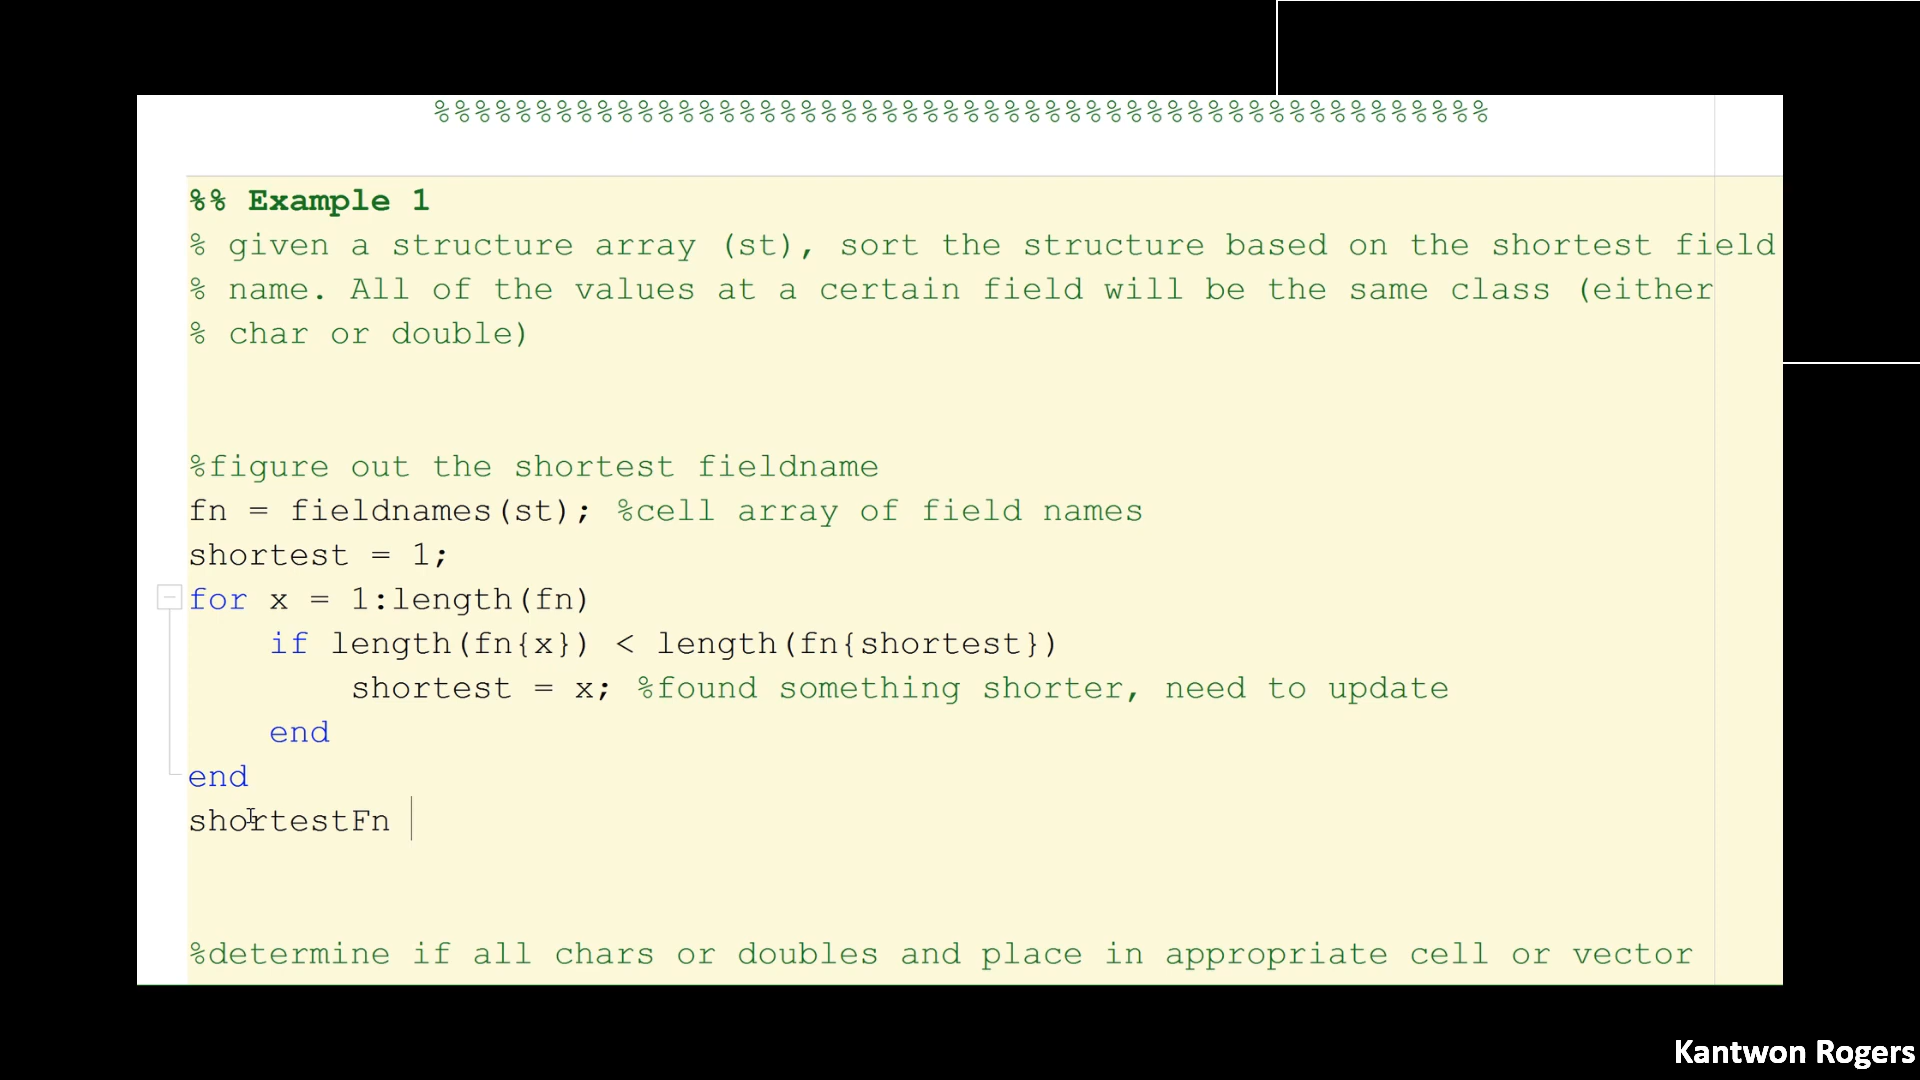 %%%%%%%%%%%%%%%%%%%%%%%%%%%%%%%%%%%%%%%%%%%%%%%%%%%%
%% Example 1
% given a structure array (st), sort the structure based on the shortest field
% name. All of the values at a certain field will be the same class (either
% char or double)
%figure out the shortest fieldname
fn = fieldnames(st); %cell array of field names
shortest = 1;
for x = 1:length(fn)
if length(fn{x}) < length(fn{shortest})
shortest = x; %found something shorter, need to update
end
end
shortestFn
%determine if all chars or doubles and place in appropriate cell or vector
Kantwon Rogers